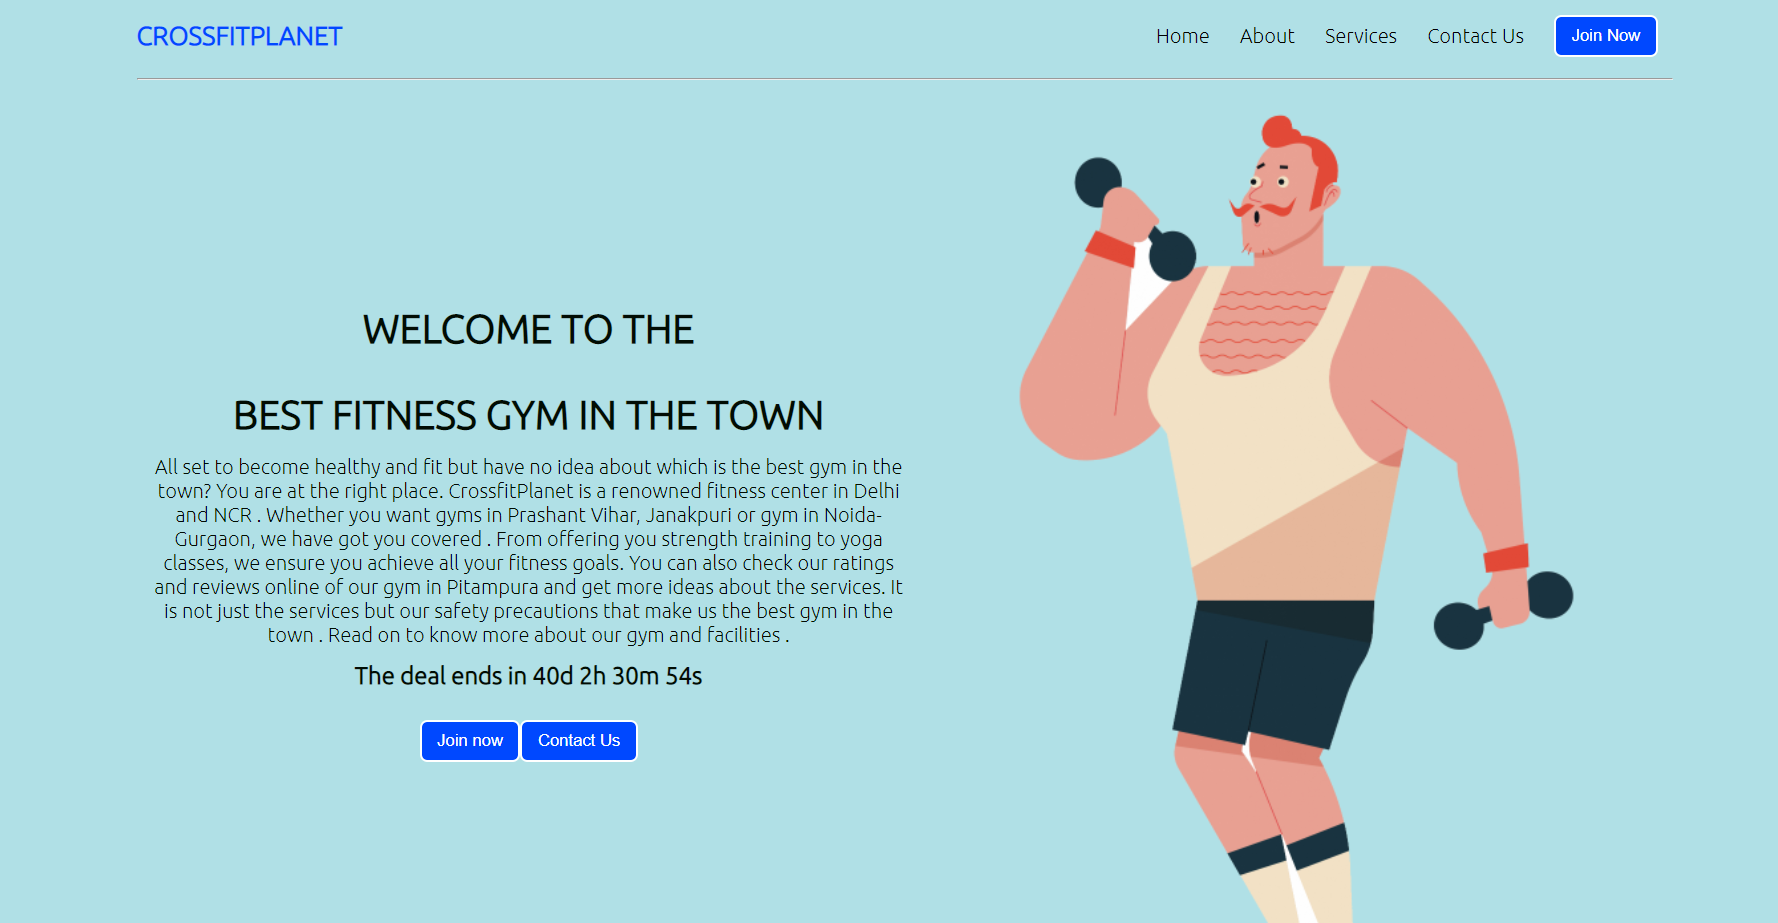 CROSSFITPLANET
Home About Services Contact Us Join Now
WELCOME TO THE
BEST FITNESS GYM IN THE TOWN
All set to become healthy and fit but have no idea about which is the best gym in the
town? You are at the right place. CrossfitPlanet is a renowned fitness center in Delhi
and NCR . Whether you want gyms in Prashant Vihar, Janakpuri or gym in Noida-
Gurgaon, we have got you covered . From offering you strength training to yoga
classes, we ensure you achieve all your fitness goals. You can also check our ratings
and reviews online of our gym in Pitampura and get more ideas about the services. It
is not just the services but our safety precautions that make us the best gym in the
town . Read on to know more about our gym and facilities .
The deal ends in 40d 2h 30m 54s
Join now Contact Us